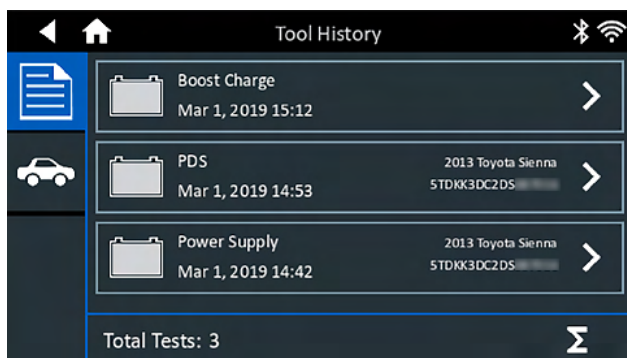 Tool History
Boost Charge
Mar 1, 2019 15:12
PDS
2013 Toyota Sienna
Mar 1, 2019 14:53
5TDKK3DC2DS
Power Supply
2013 Toyota Sienna
Mar 1, 2019 14:42
5TDKK3DC2DS
Total Tests: 3
Σ